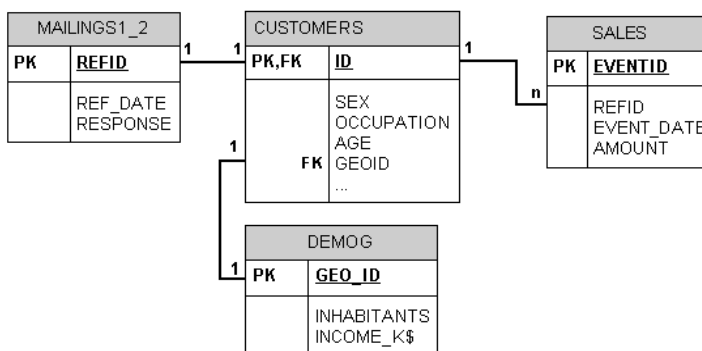 MAILINGS1_2
PK REFID
REF_DATE
RESPONSE
1 1
CUSTOMERS
PK,FK ID
SEX
OCCUPATION
AGE
FK GEOID
...
1
n
SALES
PK EVENTID
REFID
EVENT_DATE
AMOUNT
1
1
DEMOG
PK GEO_ID
INHABITANTS
INCOME_K$